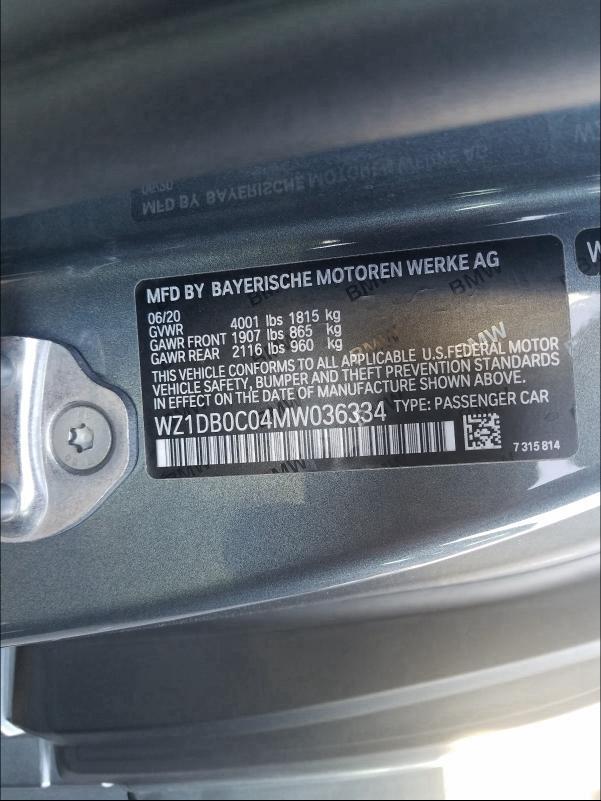 MFD BY BAYERISCHE MOTOREN WERKE AG
06/20
GVWR 4001 lbs 1815 kg
GAWR FRONT 1907 lbs 865 kg
GAWR REAR 2116 lbs 960 kg
THIS VEHICLE CONFORMS TO ALL APPLICABLE U.S.FEDERAL MOTOR
VEHICLE SAFETY, BUMPER AND THEFT PREVENTION STANDARDS
IN EFFECT ON THE DATE OF MANUFACTURE SHOWN ABOVE.
WZ1DB0C04MW036334 TYPE: PASSENGER CAR
7 315 814